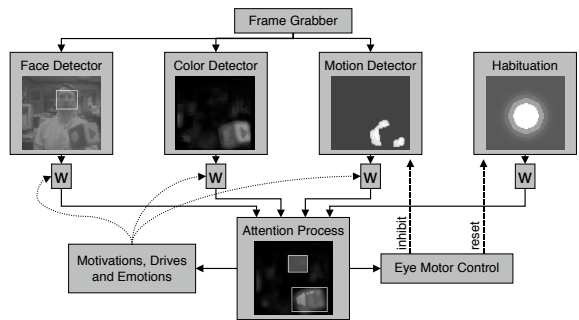 Frame Grabber
Face Detector
Color Detector
Motion Detector
Habituation
W
W
W
W
inhibit
reset
Attention Process
Motivations, Drives
and Emotions
Eye Motor Control